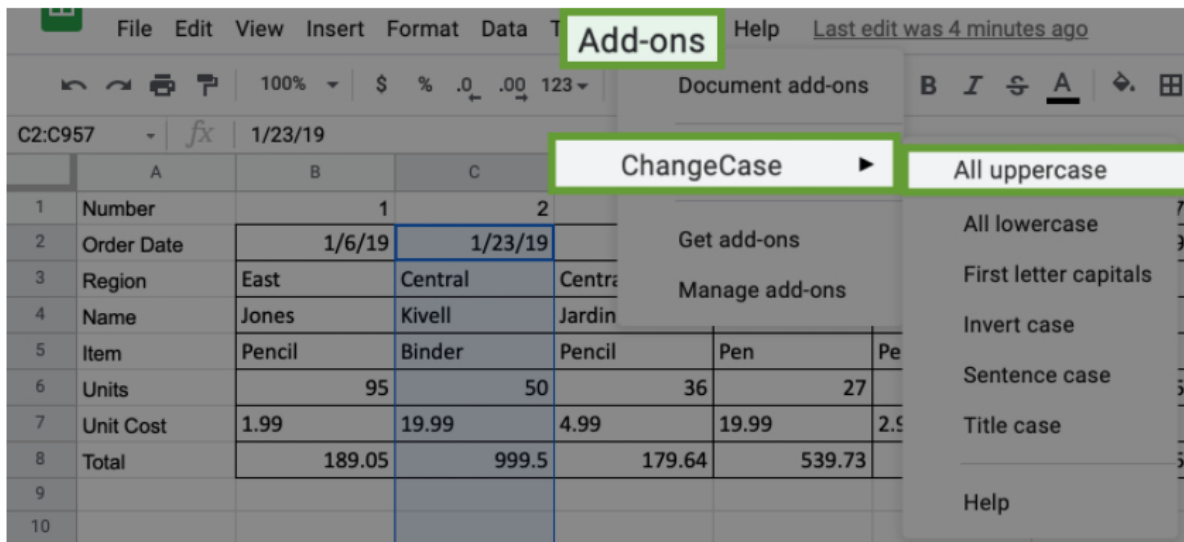 File Edit View Insert Format Data T Add-ons Help Last edit was 4 minutes ago
100% $ % .0 .00 123 B I S A
Document add-ons
C2:C957 fx 1/23/19
ChangeCase
All uppercase
All lowercase
First letter capitals
Invert case
Sentence case
Title case
Help
Get add-ons
Manage add-ons
A B C
1 Number 1 2
2 Order Date 1/6/19 1/23/19
3 Region East Central Centra
4 Name Jones Kivell Jardin
5 Item Pencil Binder Pencil Pen Pe
6 Units 95 50 36 27
7 Unit Cost 1.99 19.99 4.99 19.99 2.9
8 Total 189.05 999.5 179.64 539.73
9
10